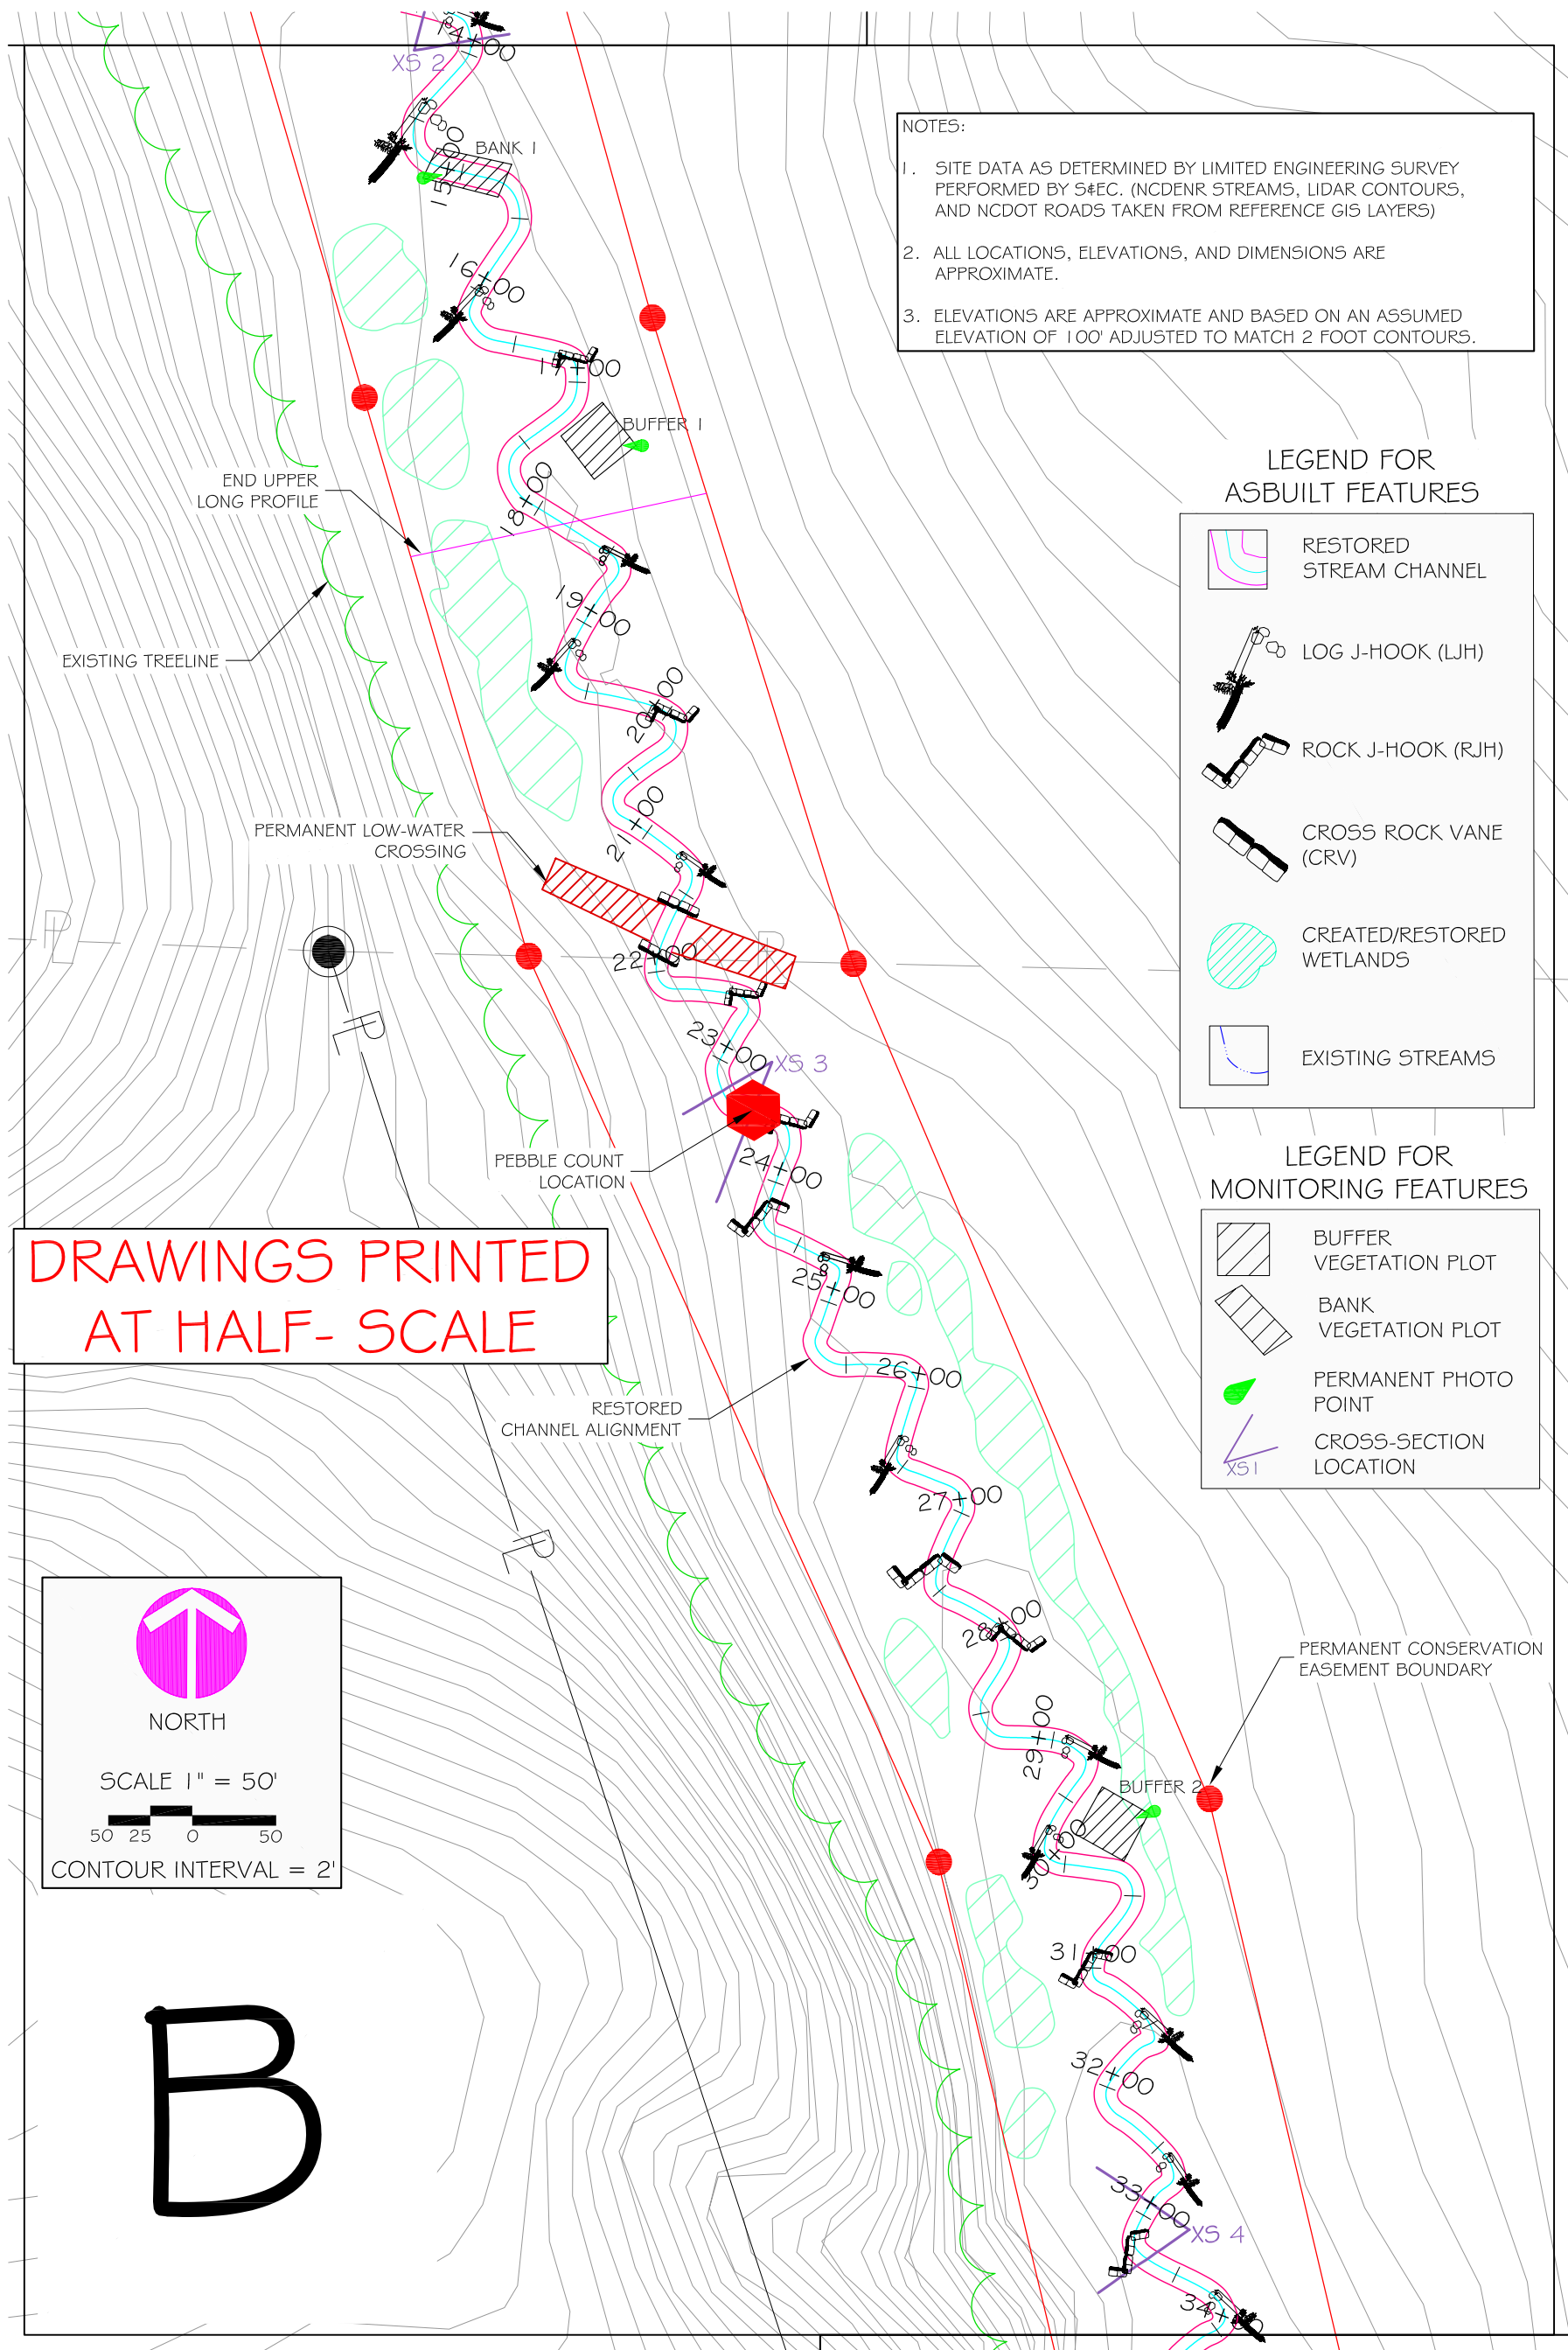 14+00
XS 2
BANK 1
15+00
NOTES:
1. SITE DATA AS DETERMINED BY LIMITED ENGINEERING SURVEY
PERFORMED BY S&EC. (NCDENR STREAMS, LIDAR CONTOURS,
AND NCDOT ROADS TAKEN FROM REFERENCE GIS LAYERS)
2. ALL LOCATIONS, ELEVATIONS, AND DIMENSIONS ARE
APPROXIMATE.
3. ELEVATIONS ARE APPROXIMATE AND BASED ON AN ASSUMED
ELEVATION OF 100' ADJUSTED TO MATCH 2 FOOT CONTOURS.
16+00
17+00
BUFFER 1
END UPPER
LONG PROFILE
18+00
LEGEND FOR
ASBUILT FEATURES
RESTORED
STREAM CHANNEL
LOG J-HOOK (LJH)
ROCK J-HOOK (RJH)
CROSS ROCK VANE
(CRV)
CREATED/RESTORED
WETLANDS
EXISTING STREAMS
19+00
EXISTING TREELINE
20+00
21+00
PERMANENT LOW-WATER
CROSSING
PL
22+00
PL
PL
23+00
XS 3
PEBBLE COUNT
LOCATION
24+00
LEGEND FOR
MONITORING FEATURES
BUFFER
VEGETATION PLOT
BANK
VEGETATION PLOT
PERMANENT PHOTO
POINT
XS1
CROSS-SECTION
LOCATION
DRAWINGS PRINTED
AT HALF- SCALE
25+00
26+00
RESTORED
CHANNEL ALIGNMENT
27+00
PL
28+00
PERMANENT CONSERVATION
EASEMENT BOUNDARY
NORTH
SCALE 1" = 50'
50 25 0 50
CONTOUR INTERVAL = 2'
29+00
BUFFER 2
30+00
31+00
B
32+00
33+00
XS 4
34+00